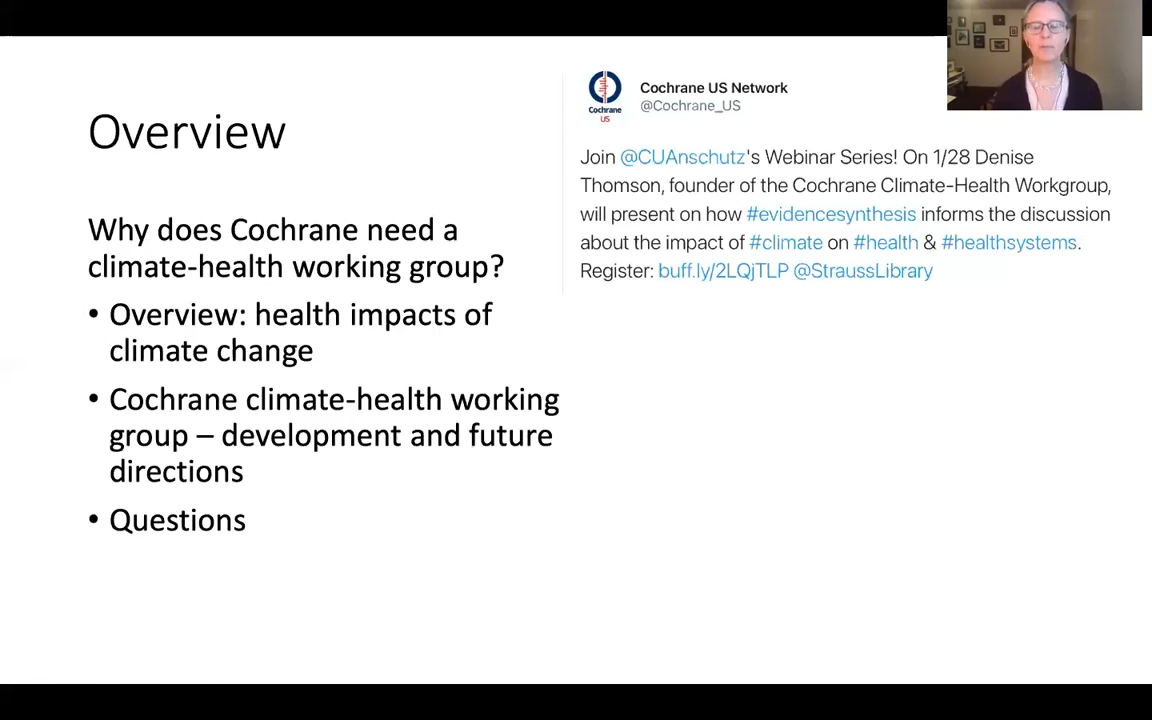 Overview
Why does Cochrane need a
climate-health working group?
• Overview: health impacts of
climate change
• Cochrane climate-health working
group – development and future
directions
• Questions
Cochrane
US
Cochrane US Network
@Cochrane_US
Join @CUAnschutz's Webinar Series! On 1/28 Denise
Thomson, founder of the Cochrane Climate-Health Workgroup,
will present on how #evidencesynthesis informs the discussion
about the impact of #climate on #health & #healthsystems.
Register: buff.ly/2LQjTLP @StraussLibrary